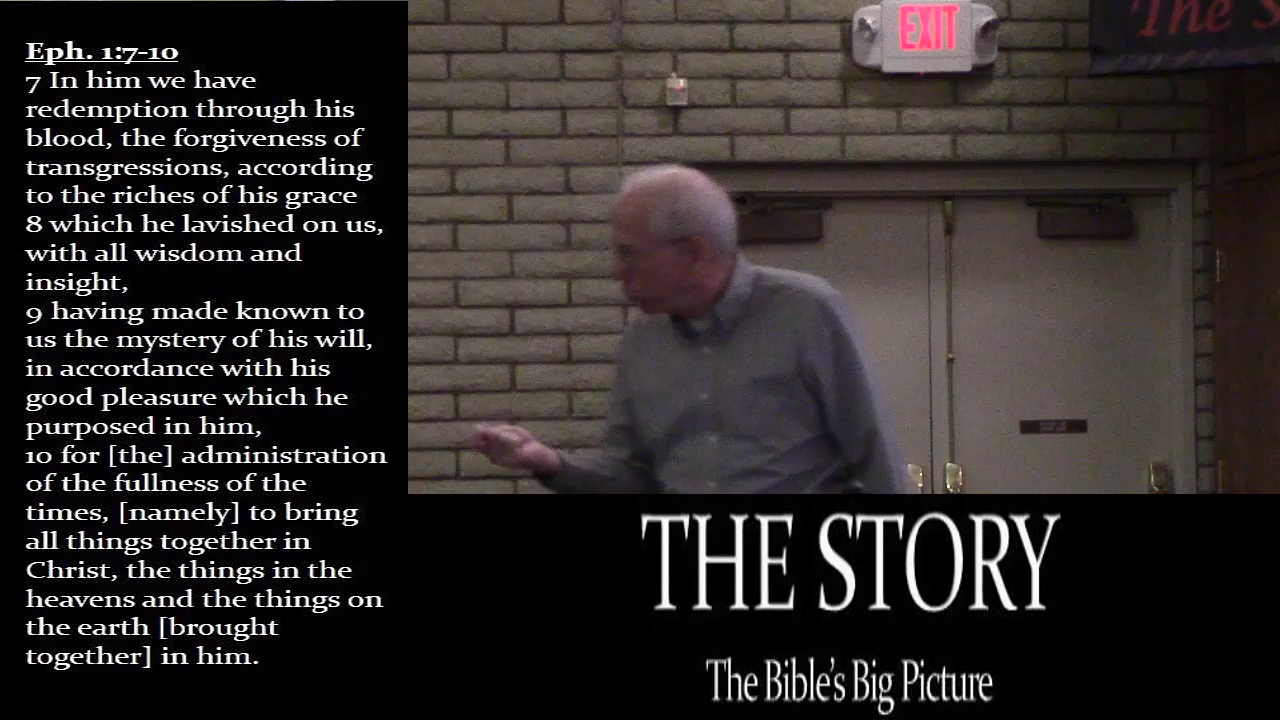 Eph. 1:7-10
7 In him we have
redemption through his
blood, the forgiveness of
transgressions, according
to the riches of his grace
8 which he lavished on us,
with all wisdom and
insight,
9 having made known to
us the mystery of his will,
in accordance with his
good pleasure which he
purposed in him,
10 for [the] administration
of the fullness of the
times, [namely] to bring
all things together in
Christ, the things in the
heavens and the things on
the earth [brought
together] in him.
EXIT
The S
THE STORY
The Bible's Big Picture